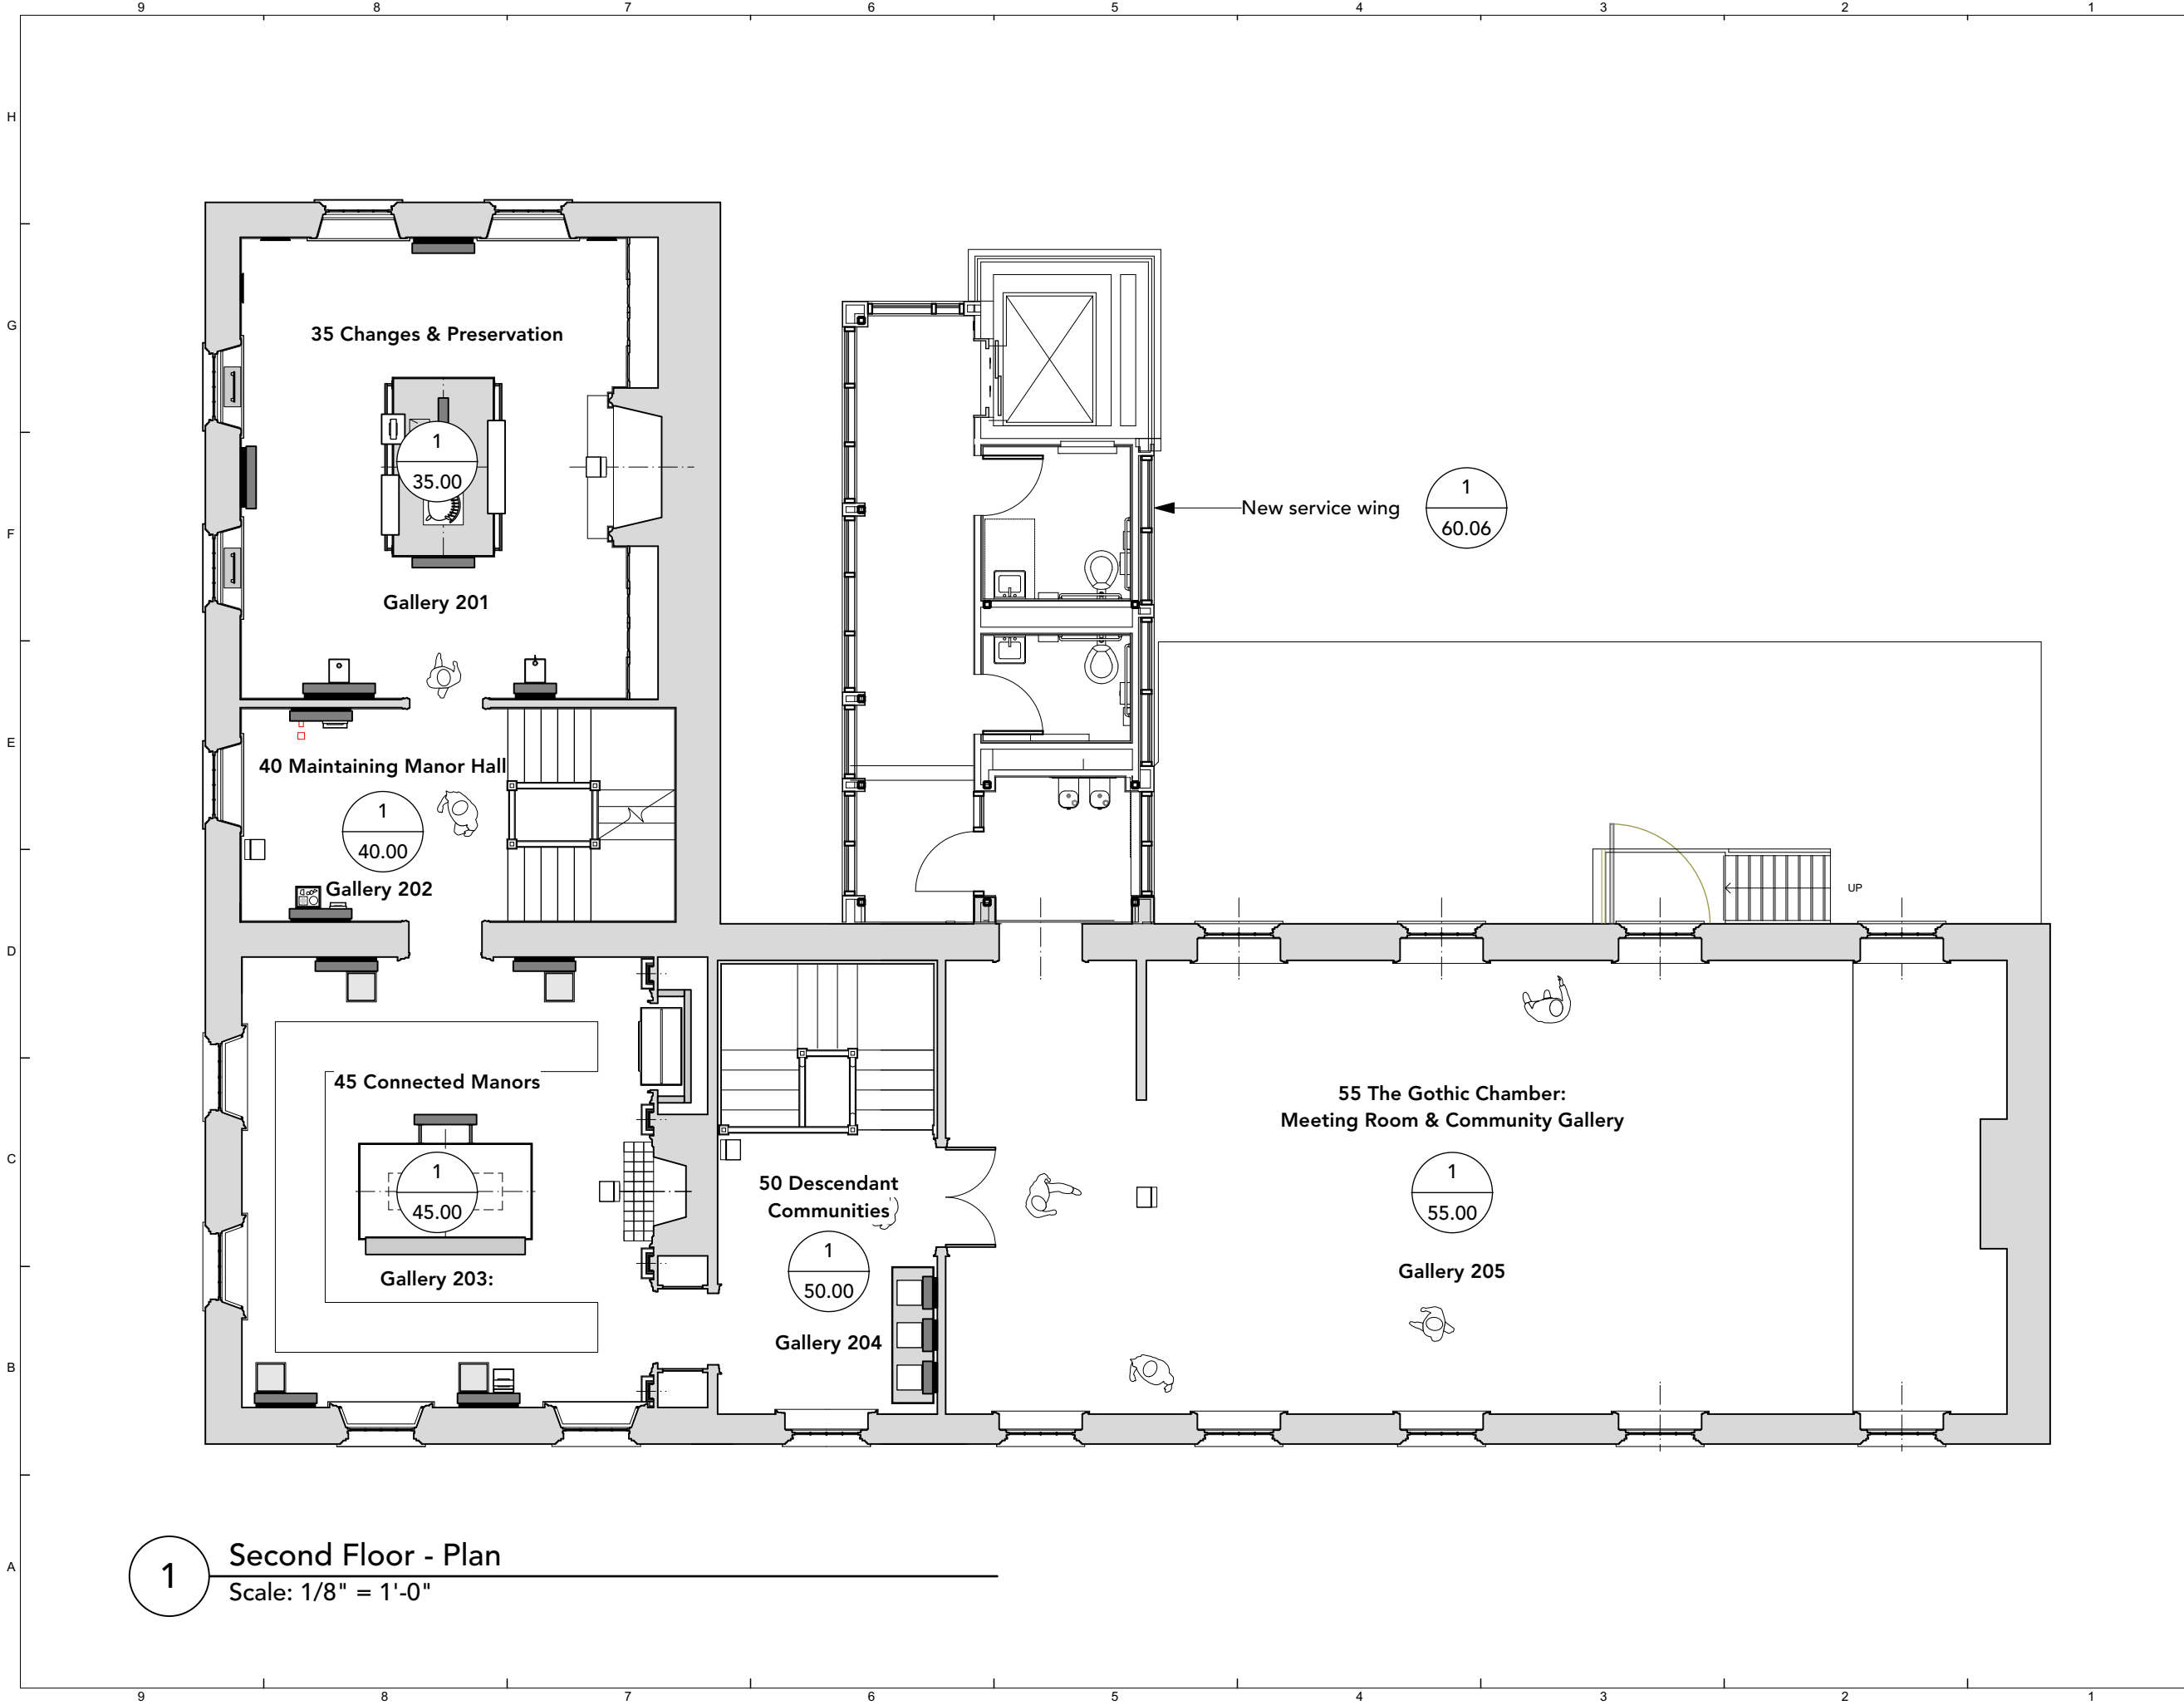 9 8 7 6 5 4 3 2 1
H
G
F
E
D
C
B
A
35 Changes & Preservation
1
35.00
Gallery 201
New service wing
1
60.06
40 Maintaining Manor Hall
1
40.00
Gallery 202
UP
45 Connected Manors
1
45.00
Gallery 203:
50 Descendant
Communities
1
50.00
Gallery 204
55 The Gothic Chamber:
Meeting Room & Community Gallery
1
55.00
Gallery 205
1
Second Floor - Plan
Scale: 1/8" = 1'-0"
9 8 7 6 5 4 3 2 1